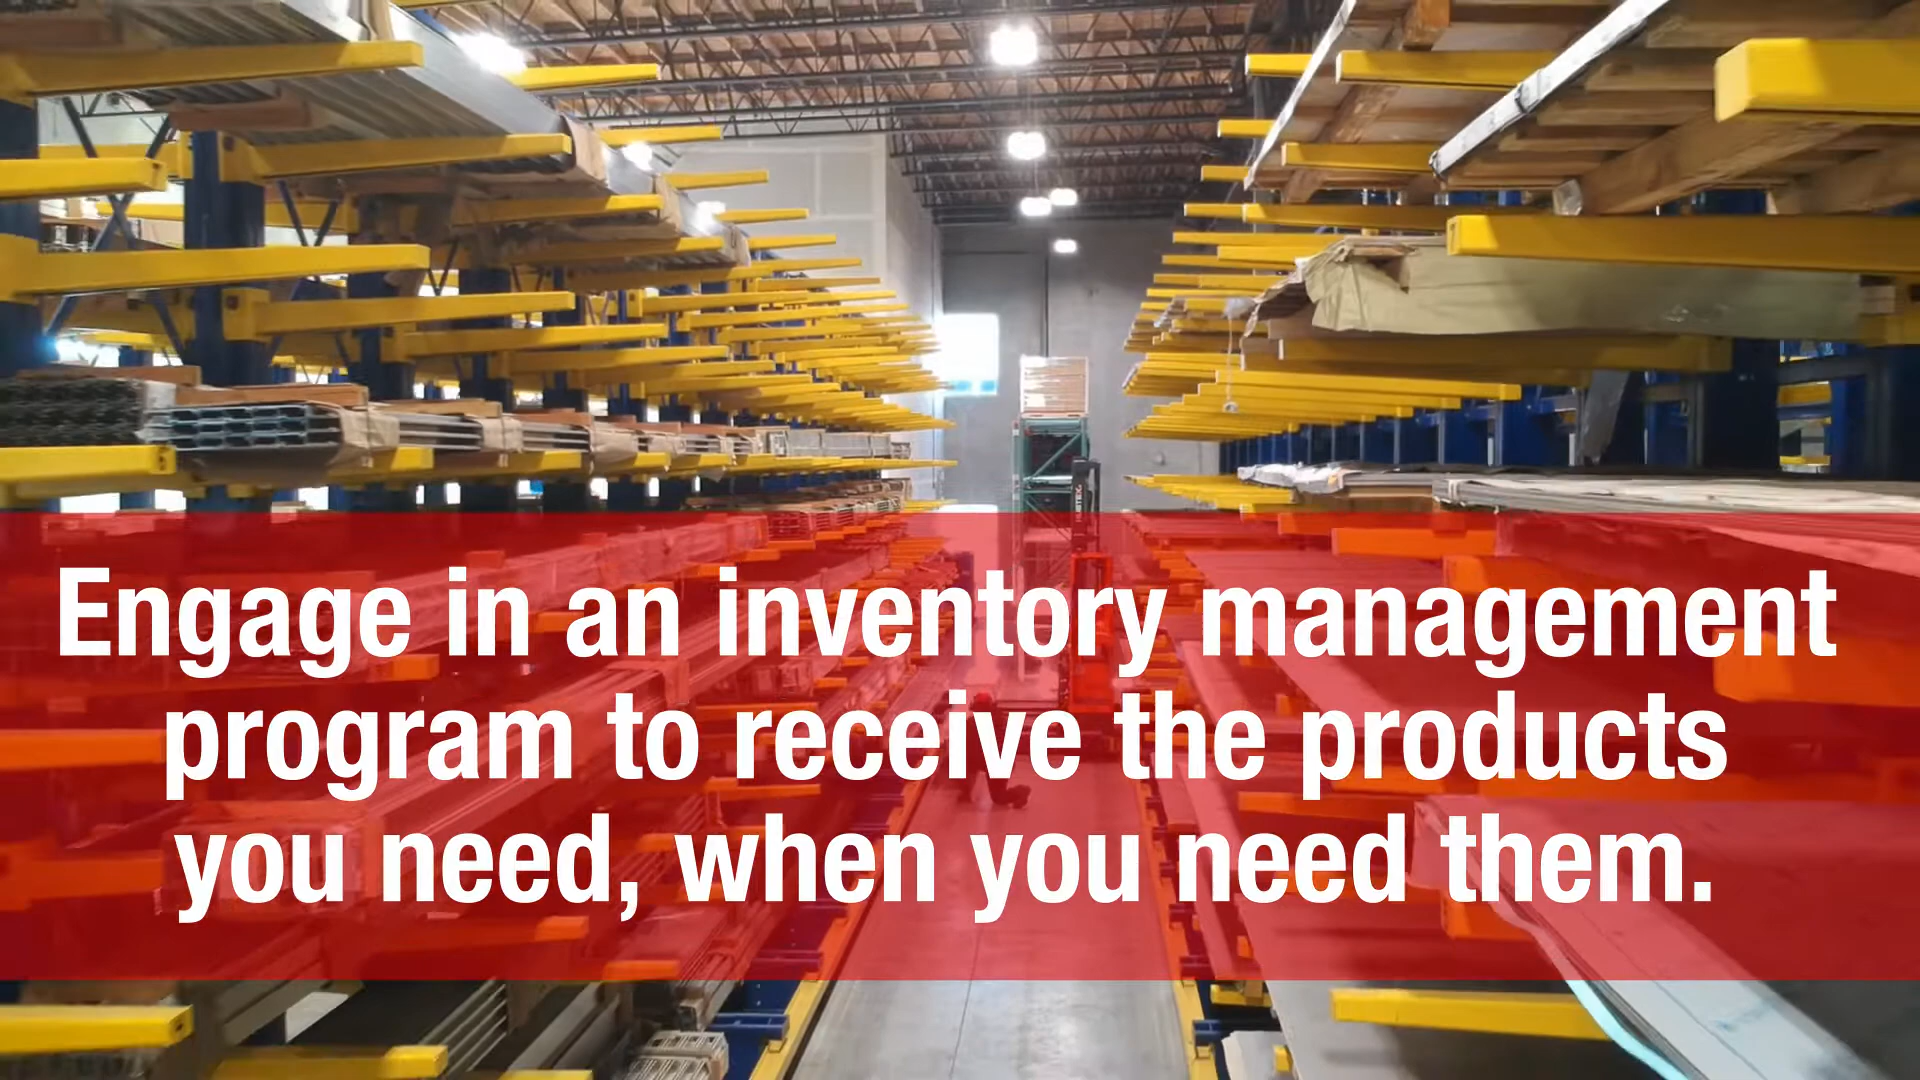 Engage in an inventory management
program to receive the products
you need, when you need them.